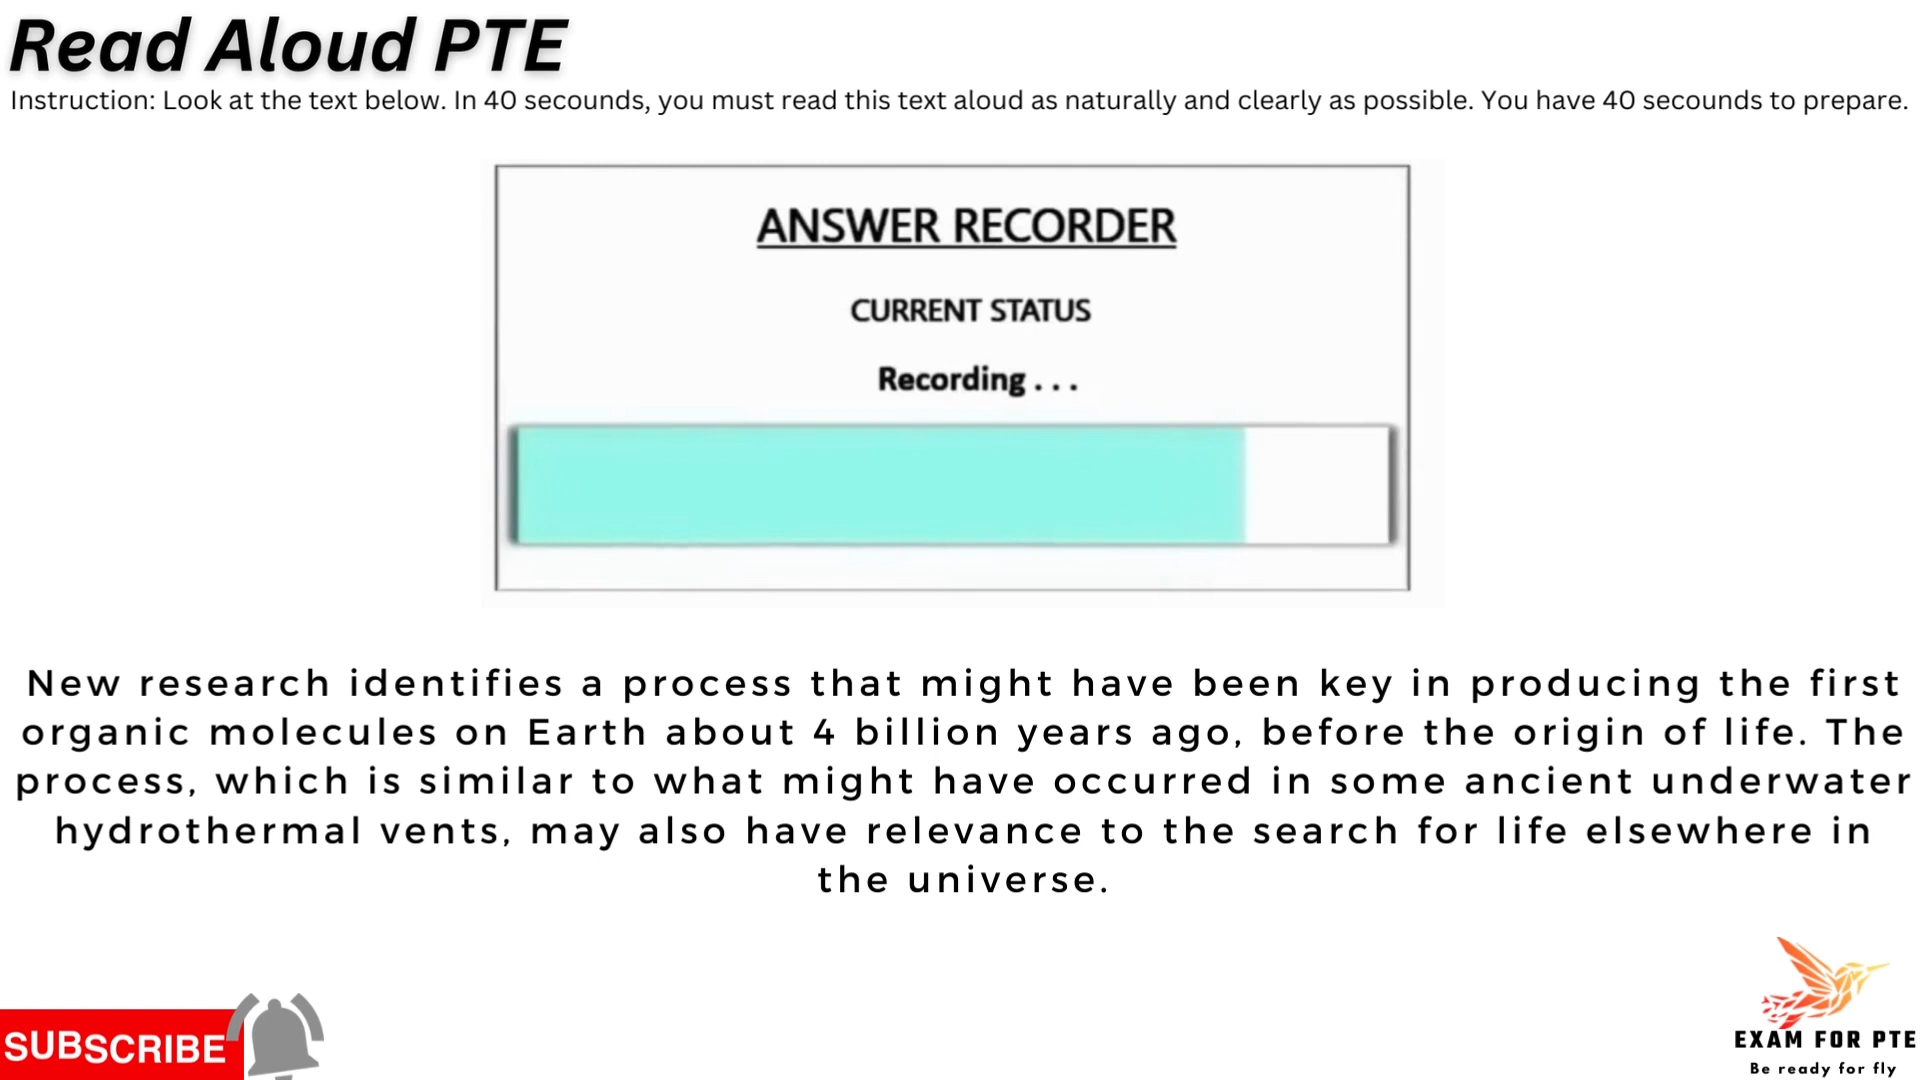 Read Aloud PTE
Instruction: Look at the text below. In 40 secounds, you must read this text aloud as naturally and clearly as possible. You have 40 secounds to prepare.
ANSWER RECORDER
CURRENT STATUS
Recording . . .
New research identifies a process that might have been key in producing the first
organic molecules on Earth about 4 billion years ago, before the origin of life. The
process, which is similar to what might have occurred in some ancient underwater
hydrothermal vents, may also have relevance to the search for life elsewhere in
the universe.
SUBSCRIBE
EXAM FOR PTE
Be ready for fly